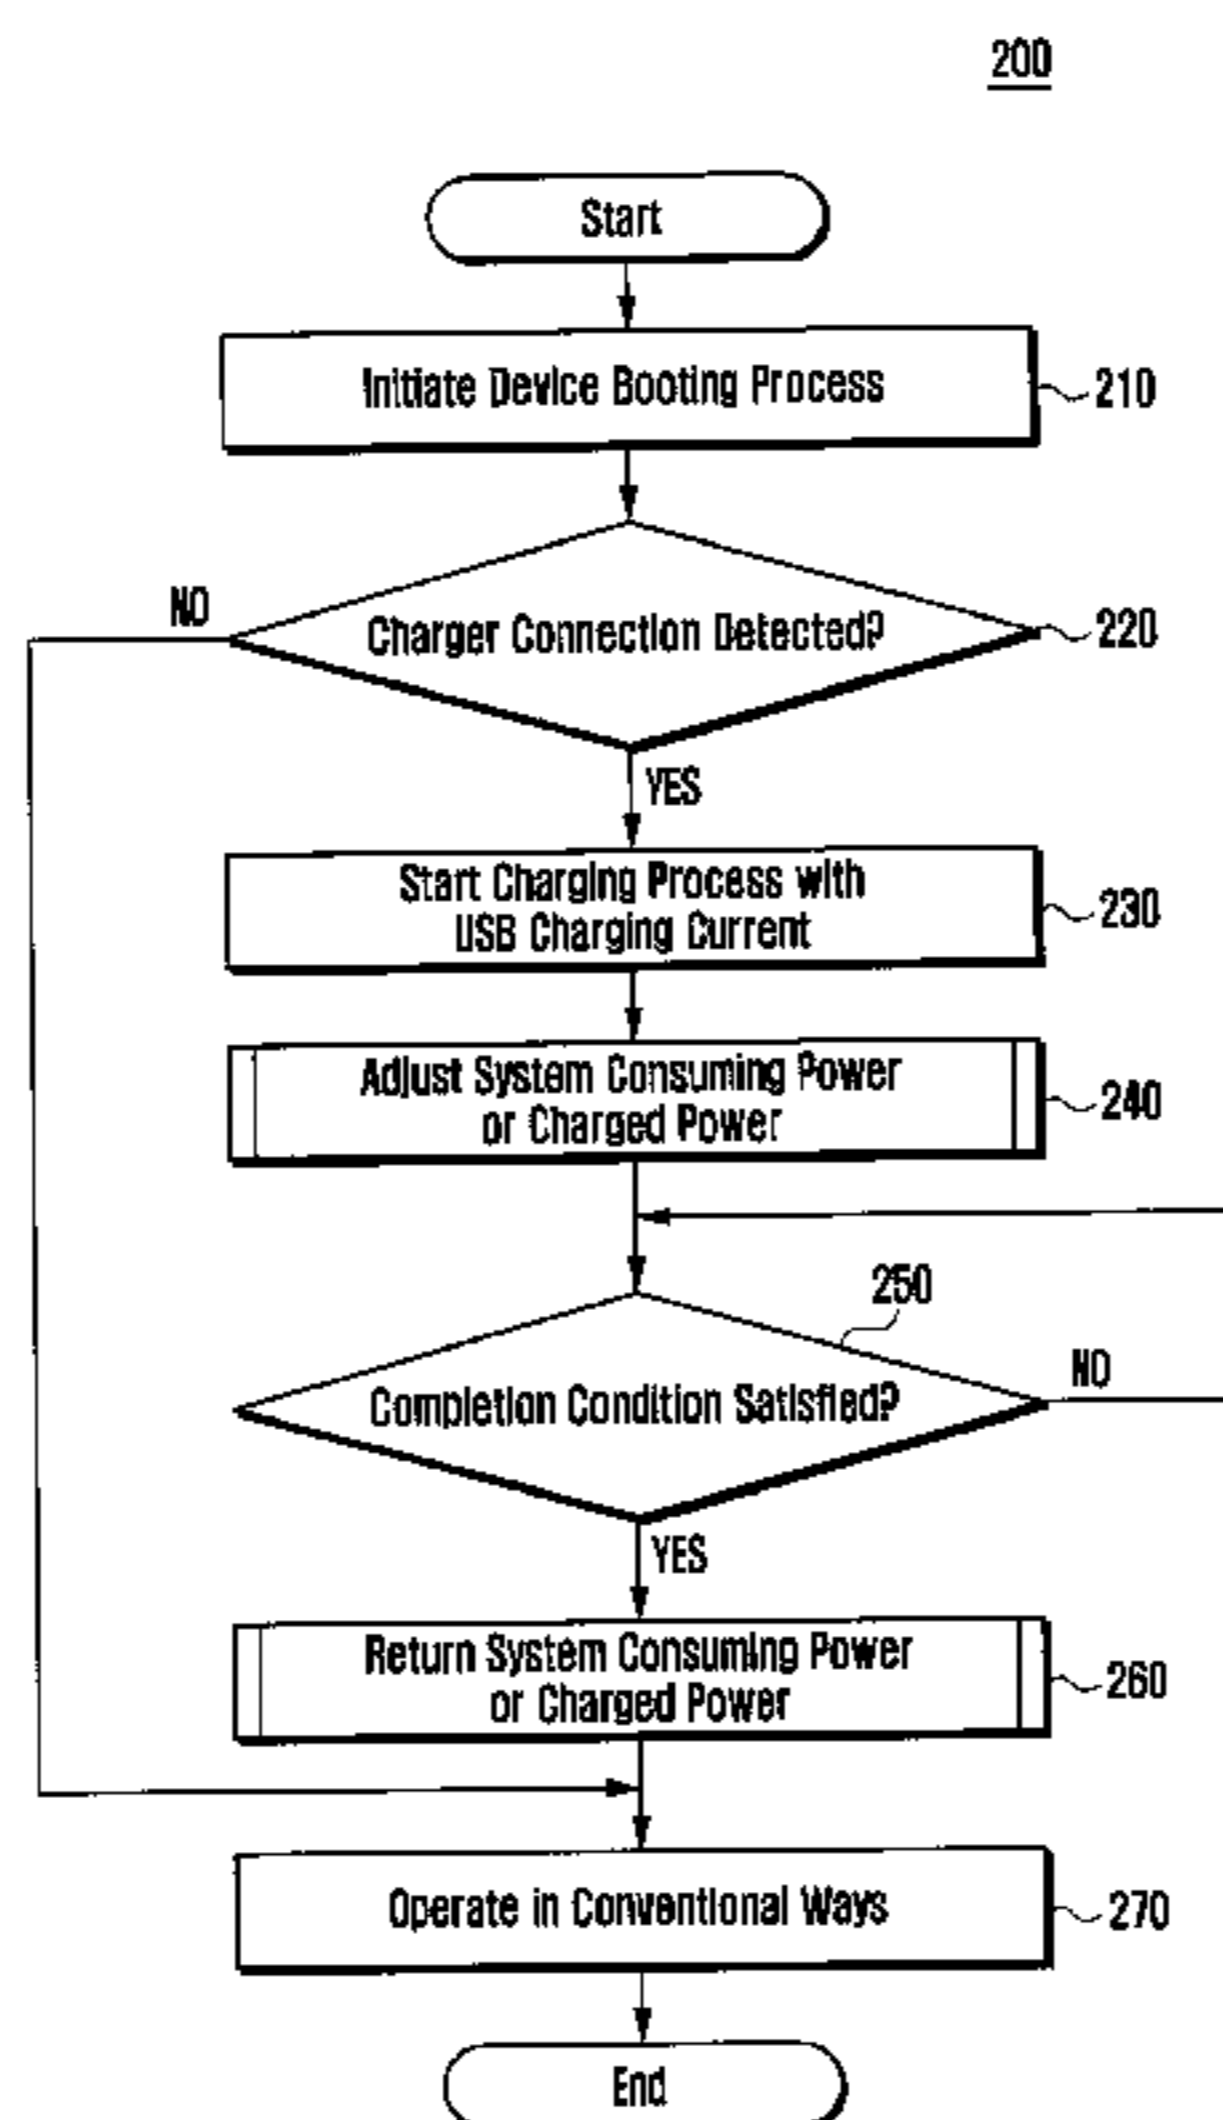 200
Start
Initiate Device Booting Process
210
NO
Charger Connection Detected?
220
YES
Start Charging Process with
USB Charging Current
230
Adjust System Consuming Power
or Charged Power
240
250
NO
Completion Condition Satisfied?
YES
Return System Consuming Power
or Charged Power
260
Operate in Conventional Ways
270
End